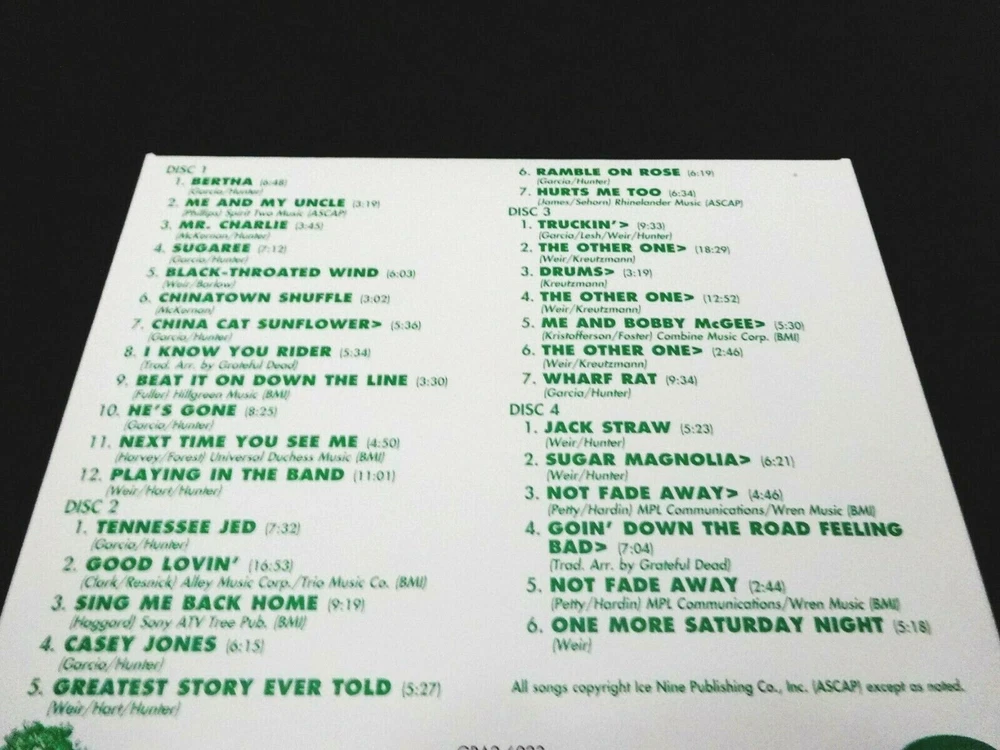 DISC 1
1. BERTHA (6:48)
(Garcia/Hunter)
2. ME AND MY UNCLE (3:19)
(Phillips) Spirit Two Music (ASCAP)
3. MR. CHARLIE (3:45)
(McKernan/Hunter)
4. SUGAREE (7:12)
(Garcia/Hunter)
5. BLACK-THROATED WIND (6:03)
(Weir/Barlow)
6. CHINATOWN SHUFFLE (3:02)
(McKernan)
7. CHINA CAT SUNFLOWER> (5:36)
(Garcia/Hunter)
8. I KNOW YOU RIDER (5:34)
(Trad. Arr. by Grateful Dead)
9. BEAT IT ON DOWN THE LINE (3:30)
(Fuller) Hillgreen Music (BMI)
10. HE'S GONE (8:25)
(Garcia/Hunter)
11. NEXT TIME YOU SEE ME (4:50)
(Harvey/Forest) Universal Duchess Music (BMI)
12. PLAYING IN THE BAND (11:01)
(Weir/Hart/Hunter)
DISC 2
1. TENNESSEE JED (7:32)
(Garcia/Hunter)
2. GOOD LOVIN' (16:53)
(Clark/Resnick) Alley Music Corp./Trio Music Co. (BMI)
3. SING ME BACK HOME (9:19)
(Haggard) Sony ATV Tree Pub. (BMI)
4. CASEY JONES (6:15)
(Garcia/Hunter)
5. GREATEST STORY EVER TOLD (5:27)
(Weir/Hart/Hunter)
6. RAMBLE ON ROSE (6:19)
(Garcia/Hunter)
7. HURTS ME TOO (6:34)
(James/Sehorn) Rhinelander Music (ASCAP)
DISC 3
1. TRUCKIN'> (9:33)
(Garcia/Lesh/Weir/Hunter)
2. THE OTHER ONE> (18:29)
(Weir/Kreutzmann)
3. DRUMS> (3:19)
(Kreutzmann)
4. THE OTHER ONE> (12:52)
(Weir/Kreutzmann)
5. ME AND BOBBY McGEE> (5:30)
(Kristofferson/Foster) Combine Music Corp. (BMI)
6. THE OTHER ONE> (2:46)
(Weir/Kreutzmann)
7. WHARF RAT (9:34)
(Garcia/Hunter)
DISC 4
1. JACK STRAW (5:23)
(Weir/Hunter)
2. SUGAR MAGNOLIA> (6:21)
(Weir/Hunter)
3. NOT FADE AWAY> (4:46)
(Petty/Hardin) MPL Communications/Wren Music (BMI)
4. GOIN' DOWN THE ROAD FEELING
BAD> (7:04)
(Trad. Arr. by Grateful Dead)
5. NOT FADE AWAY (2:44)
(Petty/Hardin) MPL Communications/Wren Music (BMI)
6. ONE MORE SATURDAY NIGHT (5:18)
(Weir)
All songs copyright Ice Nine Publishing Co., Inc. (ASCAP) except as noted.